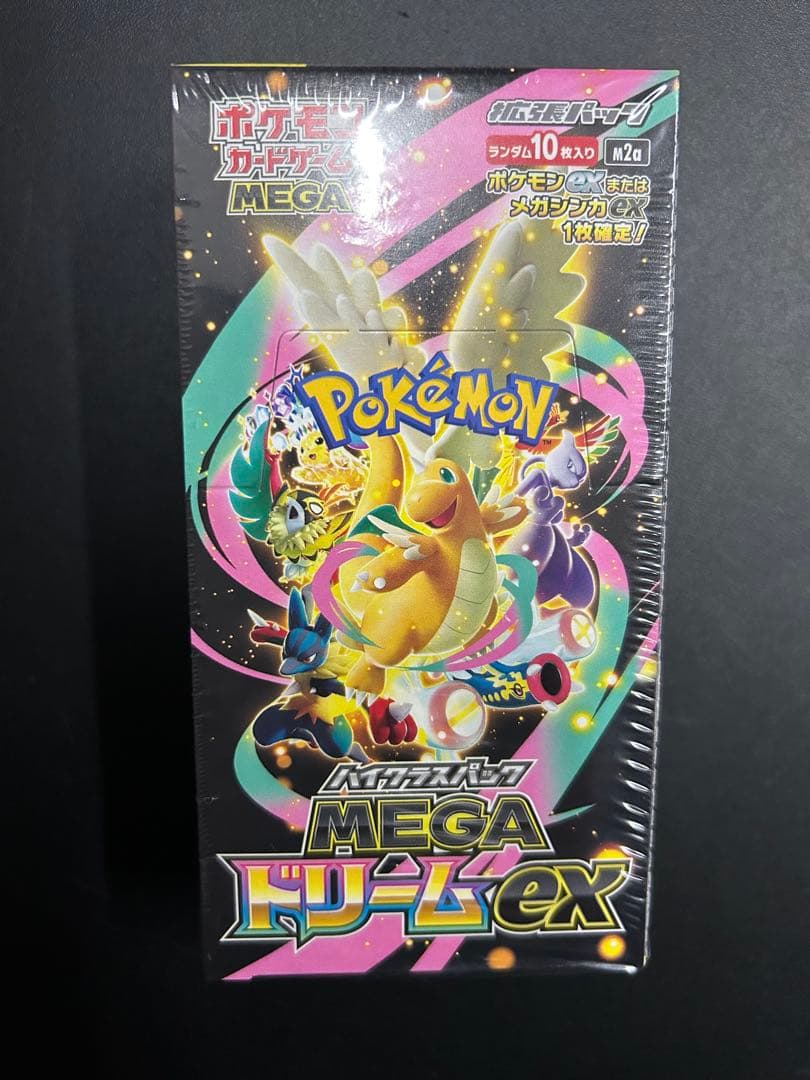 ポケモン
カードゲーム
MEGA
拡張パック
ランダム10枚入り M2a
ポケモンexまたは
メガシンカex
1枚確定!
POKÉMON
TM
ハイクラスパック
MEGA
ドリームex